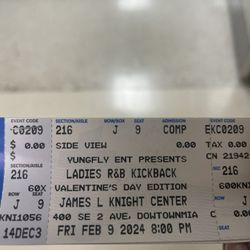 EVENT CODE SECTION/AISLE ROW/BOX SEAT ADMISSION EVENT CODE
C0209 216 J 9 COMP EKC0209
$ 0.00 SIDE VIEW 0.00 TAX 0.00
$ 0.00 YUNGFLY ENT PRESENTS CN 21942
SECTION/AISLE
216 LADIES R&B KICKBACK 216
60X VALENTINE'S DAY EDITION 600KN
J 9 JAMES L KNIGHT CENTER J
KNI1056 400 SE 2 AVE, DOWTOWNMIA
14DEC3 FRI FEB 9 2024 8:00 PM 9